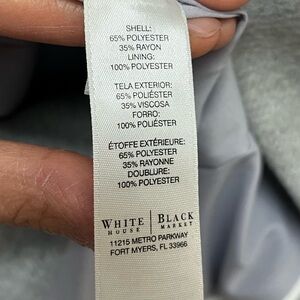 SHELL:
65% POLYESTER
35% RAYON
LINING:
100% POLYESTER
TELA EXTERIOR:
65% POLIÉSTER
35% VISCOSA
FORRO:
100% POLIÉSTER
ÉTOFFE EXTÉRIEURE:
65% POLYESTER
35% RAYONNE
DOUBLURE:
100% POLYESTER
WHITE | BLACK
HOUSE | MARKET
11215 METRO PARKWAY
FORT MYERS, FL 33966